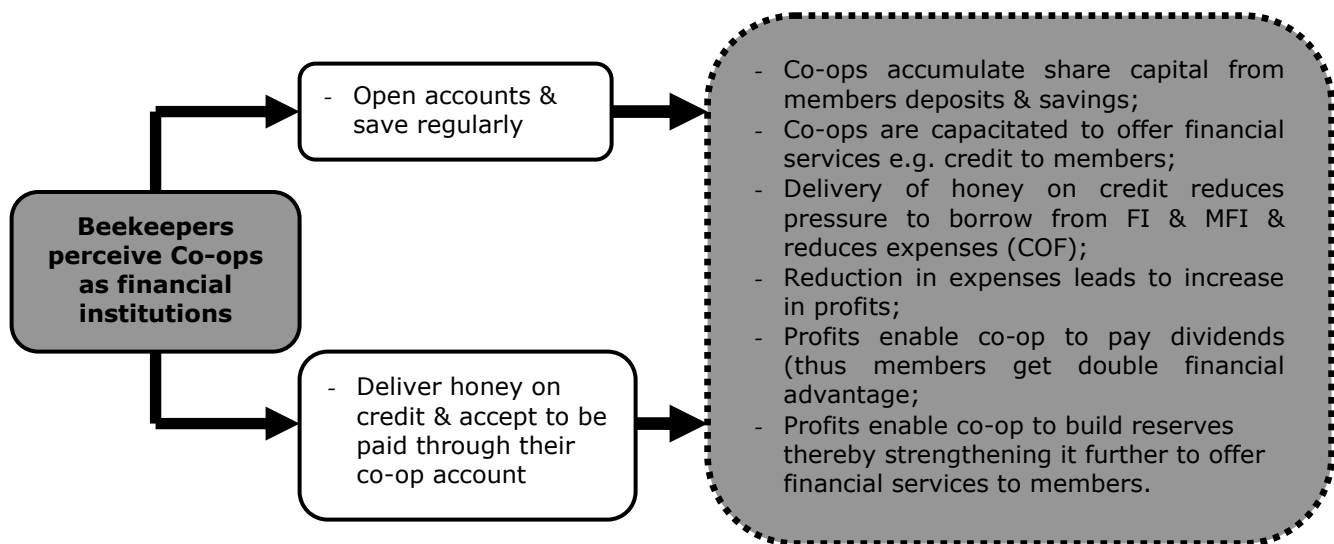 Beekeepers
perceive Co-ops
as financial
institutions
- Open accounts &
save regularly
- Deliver honey on
credit & accept to be
paid through their
co-op account
- Co-ops accumulate share capital from
members deposits & savings;
- Co-ops are capacitated to offer financial
services e.g. credit to members;
- Delivery of honey on credit reduces
pressure to borrow from FI & MFI &
reduces expenses (COF);
- Reduction in expenses leads to increase
in profits;
- Profits enable co-op to pay dividends
(thus members get double financial
advantage;
- Profits enable co-op to build reserves
thereby strengthening it further to offer
financial services to members.